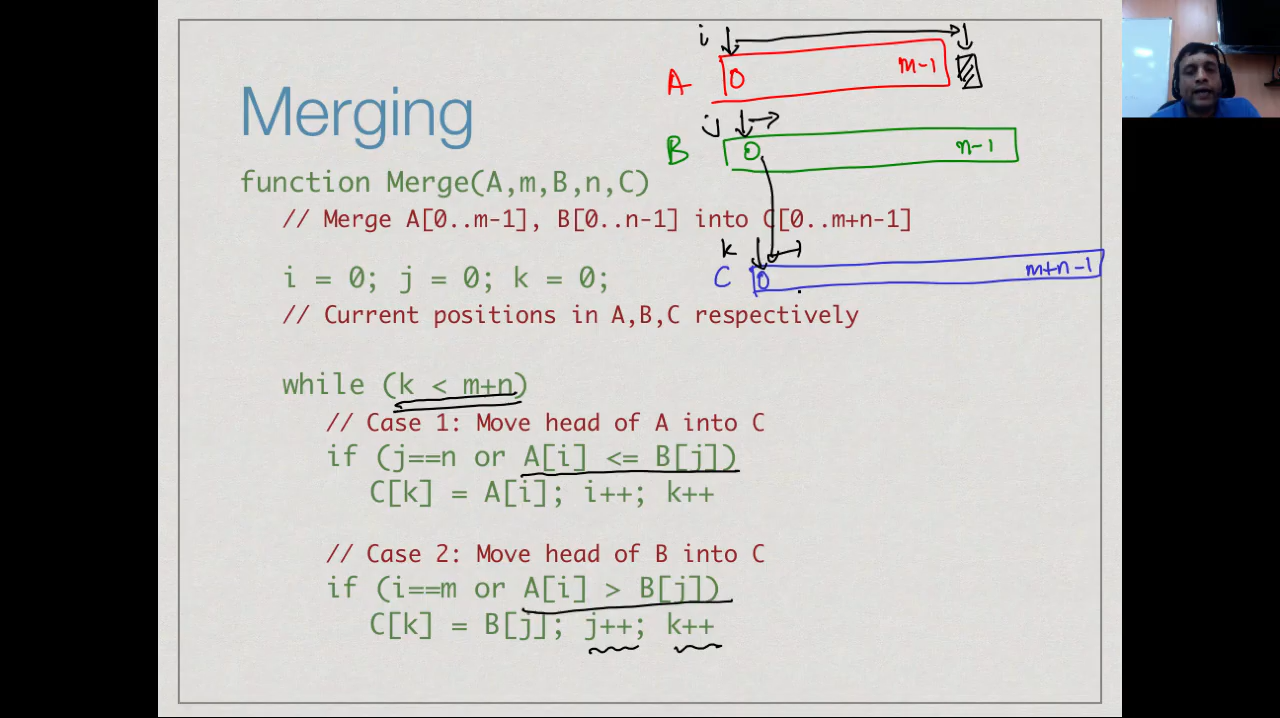 Merging
function Merge(A,m,B,n,C)
// Merge A[0..m-1], B[0..n-1] into C[0..m+n-1]
i = 0; j = 0; k = 0;
// Current positions in A,B,C respectively
while (k < m+n)
// Case 1: Move head of A into C
if (j==n or A[i] <= B[j])
C[k] = A[i]; i++; k++
// Case 2: Move head of B into C
if (i==m or A[i] > B[j])
C[k] = B[j]; j++; k++
i
A 0 m-1
j
B 0 n-1
k
C 0 m+n-1